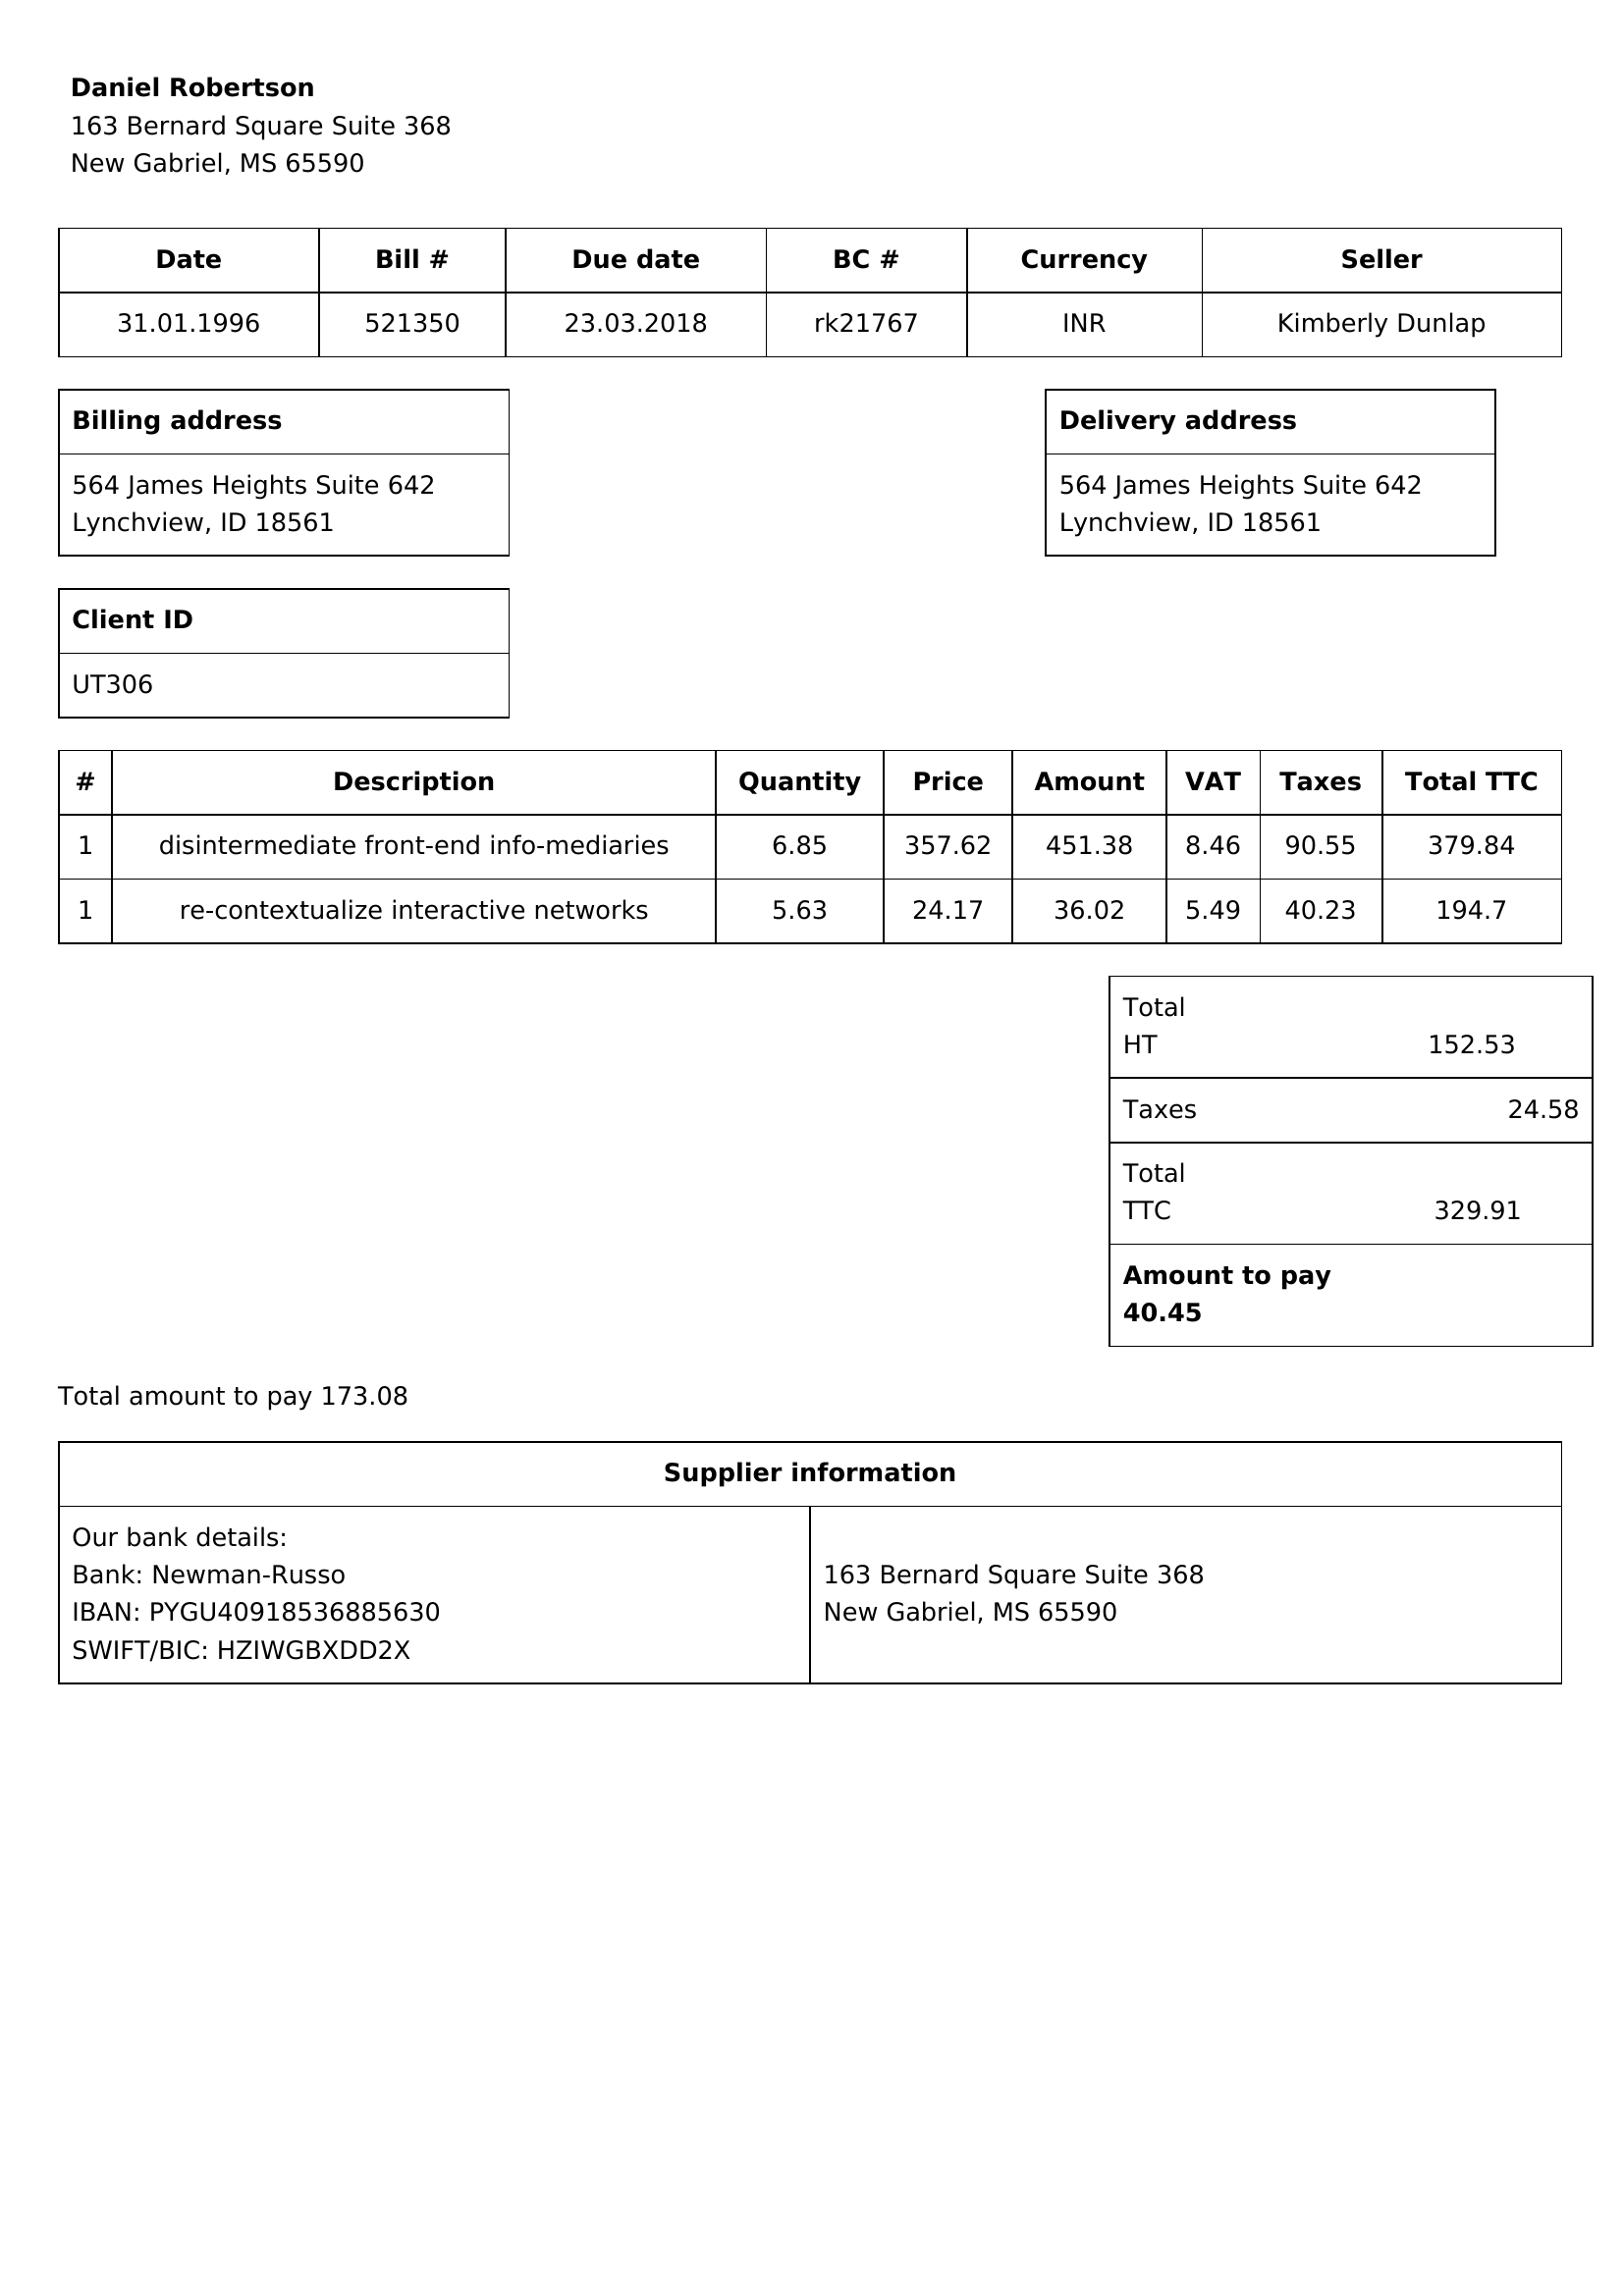 Daniel Robertson
163 Bernard Square Suite 368
New Gabriel, MS 65590
Date Bill # Due date BC # Currency Seller
31.01.1996 521350 23.03.2018 rk21767 INR Kimberly Dunlap
Billing address
564 James Heights Suite 642
Lynchview, ID 18561
Delivery address
564 James Heights Suite 642
Lynchview, ID 18561
Client ID
UT306
# Description Quantity Price Amount VAT Taxes Total TTC
1 disintermediate front-end info-mediaries 6.85 357.62 451.38 8.46 90.55 379.84
1 re-contextualize interactive networks 5.63 24.17 36.02 5.49 40.23 194.7
Total
HT 152.53
Taxes 24.58
Total
TTC 329.91
Amount to pay
40.45
Total amount to pay 173.08
Supplier information
Our bank details:
Bank: Newman-Russo
IBAN: PYGU40918536885630
SWIFT/BIC: HZIWGBXDD2X
163 Bernard Square Suite 368
New Gabriel, MS 65590